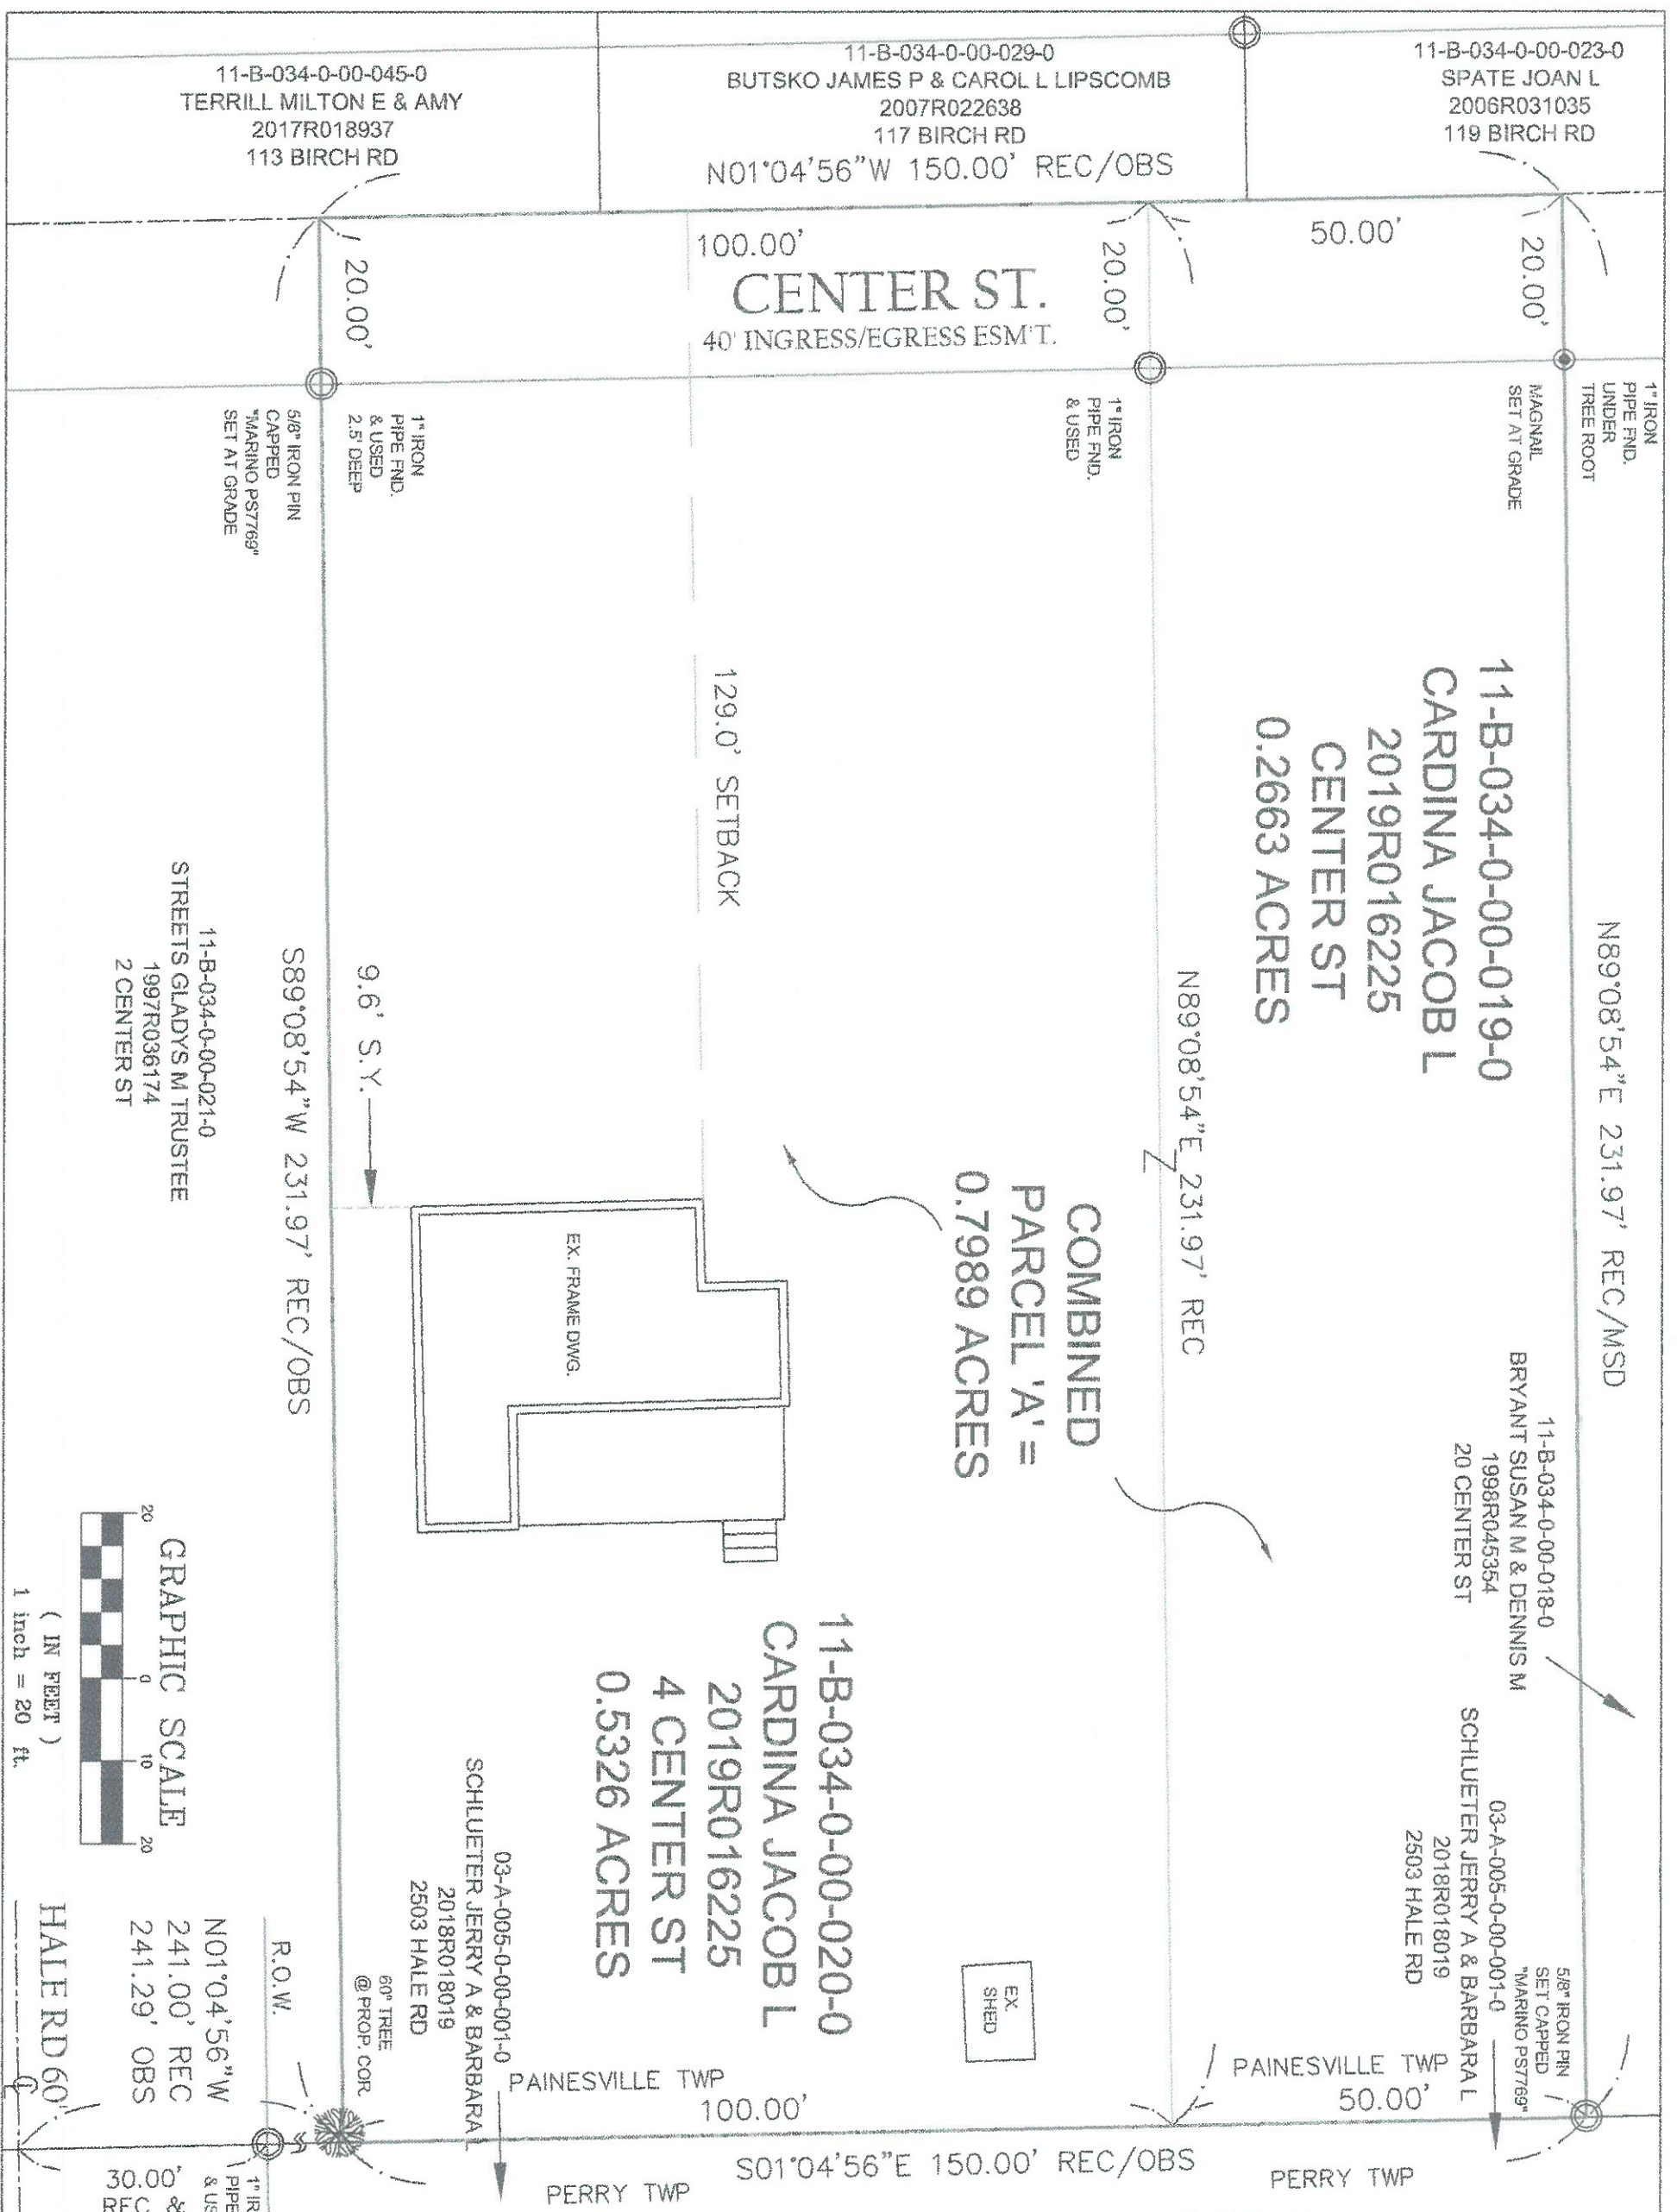 11-B-034-0-00-045-0
TERRILL MILTON E & AMY
2017R018937
113 BIRCH RD
11-B-034-0-00-029-0
BUTSKO JAMES P & CAROL L LIPSCOMB
2007R022638
117 BIRCH RD
N01°04'56"W 150.00' REC/OBS
11-B-034-0-00-023-0
SPATE JOAN L
2006R031035
119 BIRCH RD
100.00'
50.00'
20.00'
20.00'
20.00'
CENTER ST.
40' INGRESS/EGRESS ESM'T.
1" IRON
PIPE FND.
UNDER
TREE ROOT
MAGNAIL
SET AT GRADE
1" IRON
PIPE FND.
& USED
1" IRON
PIPE FND.
& USED
2.5' DEEP
5/8" IRON PIN
CAPPED
"MARINO PS7769"
SET AT GRADE
N89°08'54"E 231.97' REC/MSD
11-B-034-0-00-019-0
CARDINA JACOB L
2019R016225
CENTER ST
0.2663 ACRES
N89°08'54"E 231.97' REC
129.0' SETBACK
COMBINED
PARCEL 'A' =
0.7989 ACRES
9.6' S.Y.
S89°08'54"W 231.97' REC/OBS
11-B-034-0-00-021-0
STREETS GLADYS M TRUSTEE
1997R036174
2 CENTER ST
EX. FRAME DWG.
11-B-034-0-00-018-0
BRYANT SUSAN M & DENNIS M
1998R045354
20 CENTER ST
03-A-005-0-00-001-0
SCHLUETER JERRY A & BARBARA L
2018R018019
2503 HALE RD
5/8" IRON PIN
SET CAPPED
"MARINO PS7769"
11-B-034-0-00-020-0
CARDINA JACOB L
2019R016225
4 CENTER ST
0.5326 ACRES
EX.
SHED
03-A-005-0-00-001-0
SCHLUETER JERRY A & BARBARA L
2018R018019
2503 HALE RD
60" TREE
@ PROP. COR.
GRAPHIC SCALE
20 0 10 20
( IN FEET )
1 inch = 20 ft.
R.O.W.
N01°04'56"W
241.00' REC
241.29' OBS
HALE RD 60'
PAINESVILLE TWP
100.00'
PAINESVILLE TWP
50.00'
S01°04'56"E 150.00' REC/OBS
PERRY TWP
PERRY TWP
30.00'
REC &
1" IR
PIPE
& US